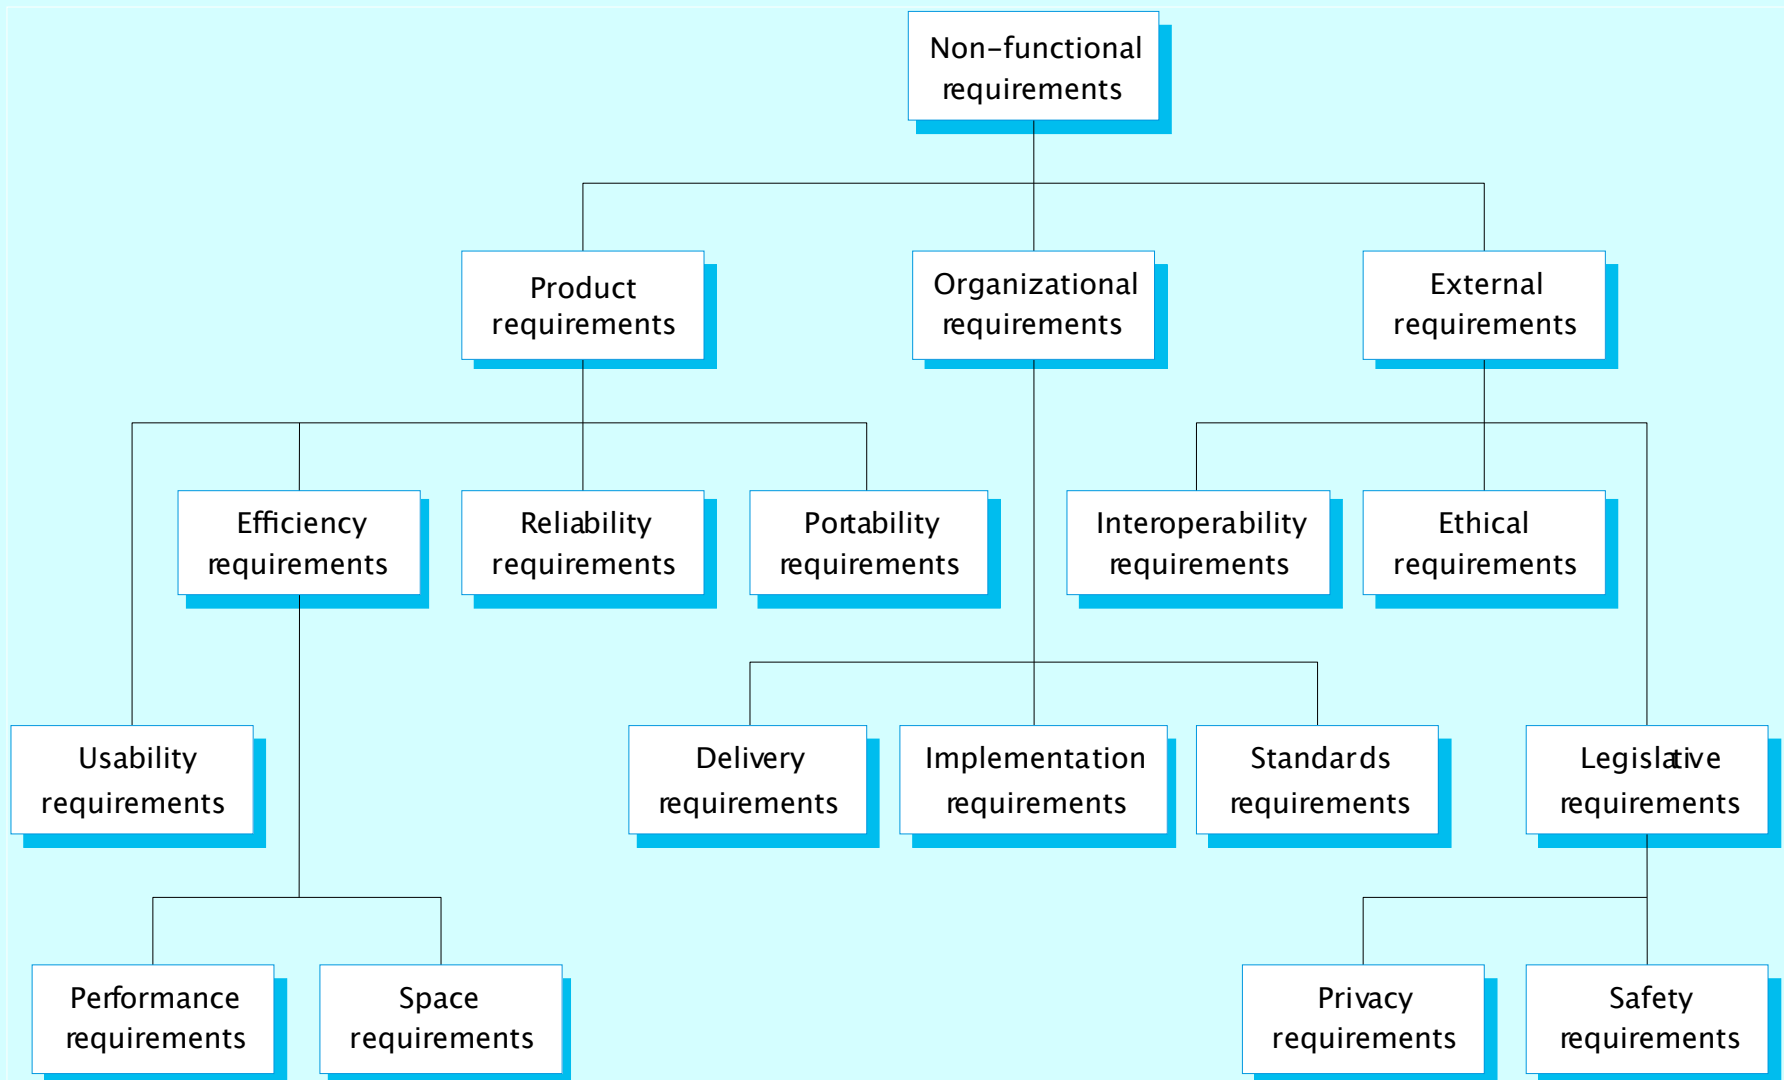 Non-functional
requirements
Product
requirements
Organizational
requirements
External
requirements
Efficiency
requirements
Reliability
requirements
Portability
requirements
Interoperability
requirements
Ethical
requirements
Usability
requirements
Delivery
requirements
Implementation
requirements
Standards
requirements
Legislative
requirements
Performance
requirements
Space
requirements
Privacy
requirements
Safety
requirements